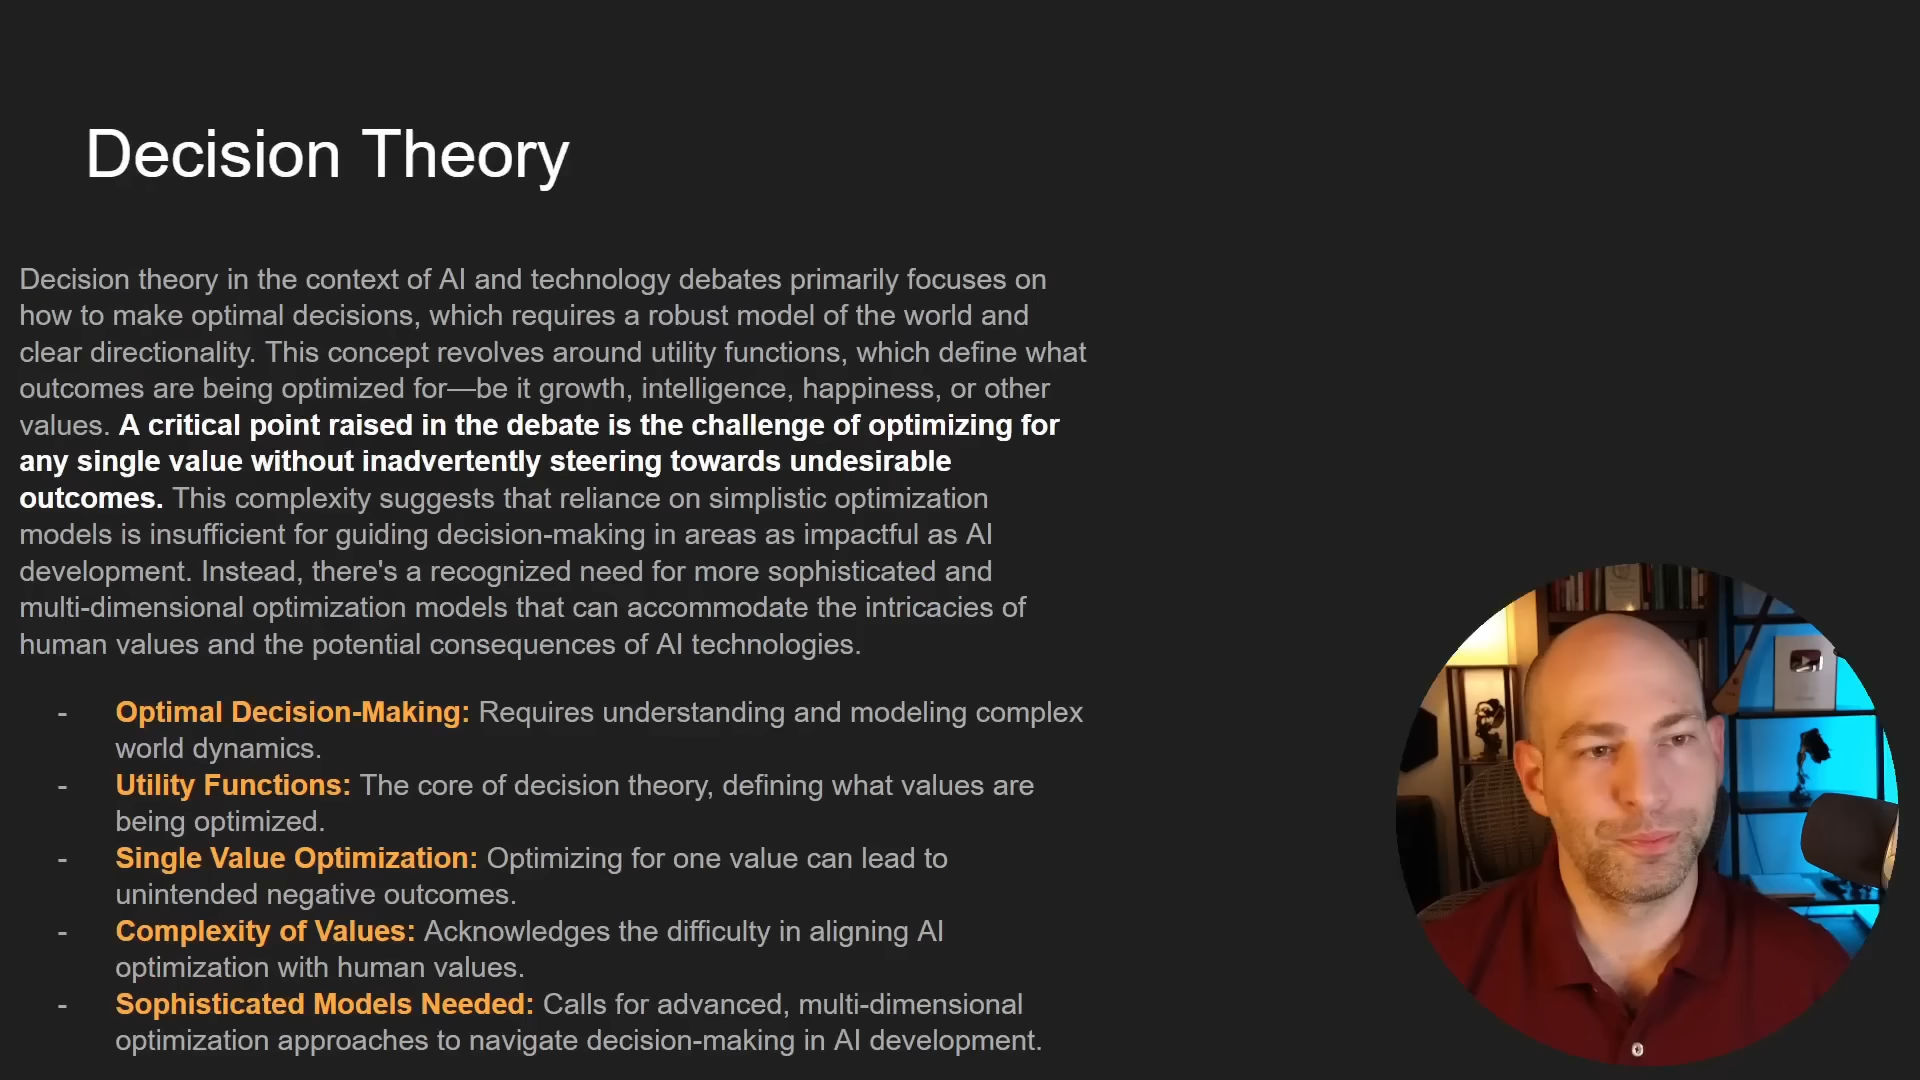 Decision Theory
Decision theory in the context of AI and technology debates primarily focuses on
how to make optimal decisions, which requires a robust model of the world and
clear directionality. This concept revolves around utility functions, which define what
outcomes are being optimized for—be it growth, intelligence, happiness, or other
values. A critical point raised in the debate is the challenge of optimizing for
any single value without inadvertently steering towards undesirable
outcomes. This complexity suggests that reliance on simplistic optimization
models is insufficient for guiding decision-making in areas as impactful as AI
development. Instead, there's a recognized need for more sophisticated and
multi-dimensional optimization models that can accommodate the intricacies of
human values and the potential consequences of AI technologies.
- Optimal Decision-Making: Requires understanding and modeling complex
world dynamics.
- Utility Functions: The core of decision theory, defining what values are
being optimized.
- Single Value Optimization: Optimizing for one value can lead to
unintended negative outcomes.
- Complexity of Values: Acknowledges the difficulty in aligning AI
optimization with human values.
- Sophisticated Models Needed: Calls for advanced, multi-dimensional
optimization approaches to navigate decision-making in AI development.